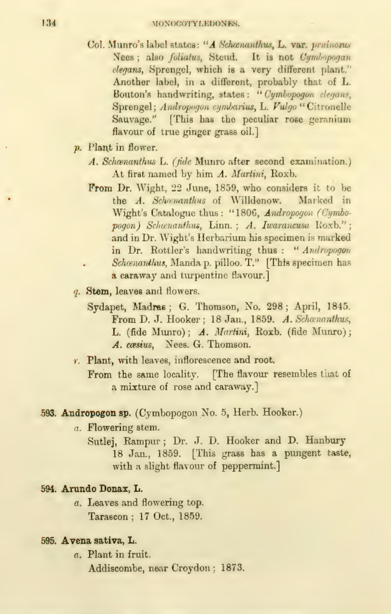 134 MONOCOTYLEDONES.
Col. Munro's label states: "A Schœnanthus, L. var. pruinosus
Nees; also foliatus, Steud. It is not Cymbopogan
elegans, Sprengel, which is a very different plant."
Another label, in a different, probably that of L.
Bouton's handwriting, states: "Cymbopogon elegans,
Sprengel; Andropogon cymbarius, L. Vulgo "Citronelle
Sauvage." [This has the peculiar rose geranium
flavour of true ginger grass oil.]
p. Plant in flower.
A. Schœnanthus L. (fide Munro after second examination.)
At first named by him A. Martini, Roxb.
From Dr. Wight, 22 June, 1859, who considers it to be
the A. Schœnanthus of Willdenow. Marked in
Wight's Catalogue thus: "1806, Andropogon (Cymbo-
pogon) Schœnanthus, Linn.; A. Iwarancusa Roxb.";
and in Dr. Wight's Herbarium his specimen is marked
in Dr. Rottler's handwriting thus: "Andropogon
Schœnanthus, Manda p. pilloo. T." [This specimen has
a caraway and turpentine flavour.]
q. Stem, leaves and flowers.
Sydapet, Madras; G. Thomson, No. 298; April, 1845.
From D. J. Hooker; 18 Jan., 1859. A. Schœnanthus,
L. (fide Munro); A. Martini, Roxb. (fide Munro);
A. cæsius, Nees. G. Thomson.
r. Plant, with leaves, inflorescence and root.
From the same locality. [The flavour resembles that of
a mixture of rose and caraway.]
593. Andropogon sp. (Cymbopogon No. 5, Herb. Hooker.)
a. Flowering stem.
Sutlej, Rampur; Dr. J. D. Hooker and D. Hanbury
18 Jan., 1859. [This grass has a pungent taste,
with a slight flavour of peppermint.]
594. Arundo Donax, L.
a. Leaves and flowering top.
Tarascon; 17 Oct., 1859.
595. Avena sativa, L.
a. Plant in fruit.
Addiscombe, near Croydon; 1873.